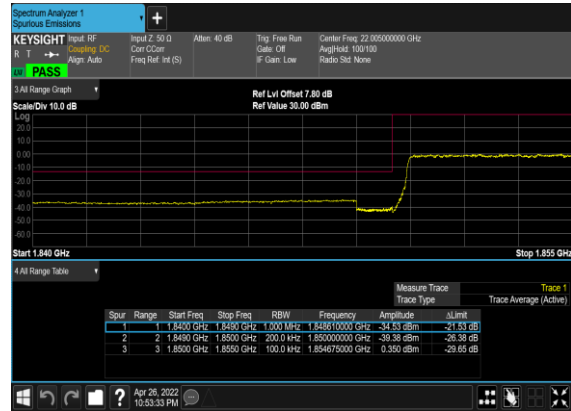 Spectrum Analyzer 1
Spurious Emissions
KEYSIGHT Input: RF Input Z: 50 Ω Atten: 40 dB Trig: Free Run Center Freq: 22.005000000 GHz
R T Coupling: DC Corr CCorr Gate: Off Avg|Hold: 100/100
Align: Auto Freq Ref: Int (S) IF Gain: Low Radio Std: None
LW PASS
3 All Range Graph
Ref Lvl Offset 7.80 dB
Scale/Div 10.0 dB Ref Value 30.00 dBm
Log
20.0
10.0
0.00
-10.0
-20.0
-30.0
-40.0
-50.0
-60.0
Start 1.840 GHz Stop 1.855 GHz
4 All Range Table
Measure Trace Trace 1
Trace Type Trace Average (Active)
Spur Range Start Freq Stop Freq RBW Frequency Amplitude ΔLimit
1 1 1.8400 GHz 1.8490 GHz 1.000 MHz 1.848610000 GHz -34.53 dBm -21.53 dB
2 2 1.8490 GHz 1.8500 GHz 200.0 kHz 1.850000000 GHz -39.38 dBm -26.38 dB
3 3 1.8500 GHz 1.8550 GHz 100.0 kHz 1.854675000 GHz 0.350 dBm -29.65 dB
Apr 26, 2022
10:53:33 PM